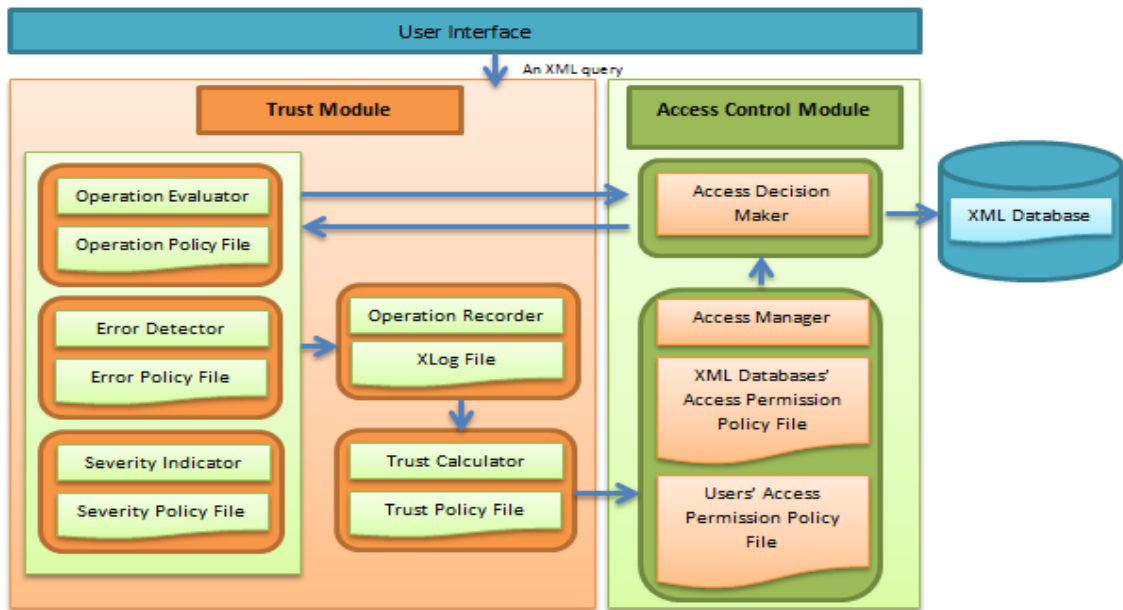 User Interface
An XML query
Trust Module
Operation Evaluator
Operation Policy File
Error Detector
Error Policy File
Severity Indicator
Severity Policy File
Operation Recorder
XLog File
Trust Calculator
Trust Policy File
Access Control Module
Access Decision
Maker
Access Manager
XML Databases'
Access Permission
Policy File
Users' Access
Permission Policy
File
XML Database